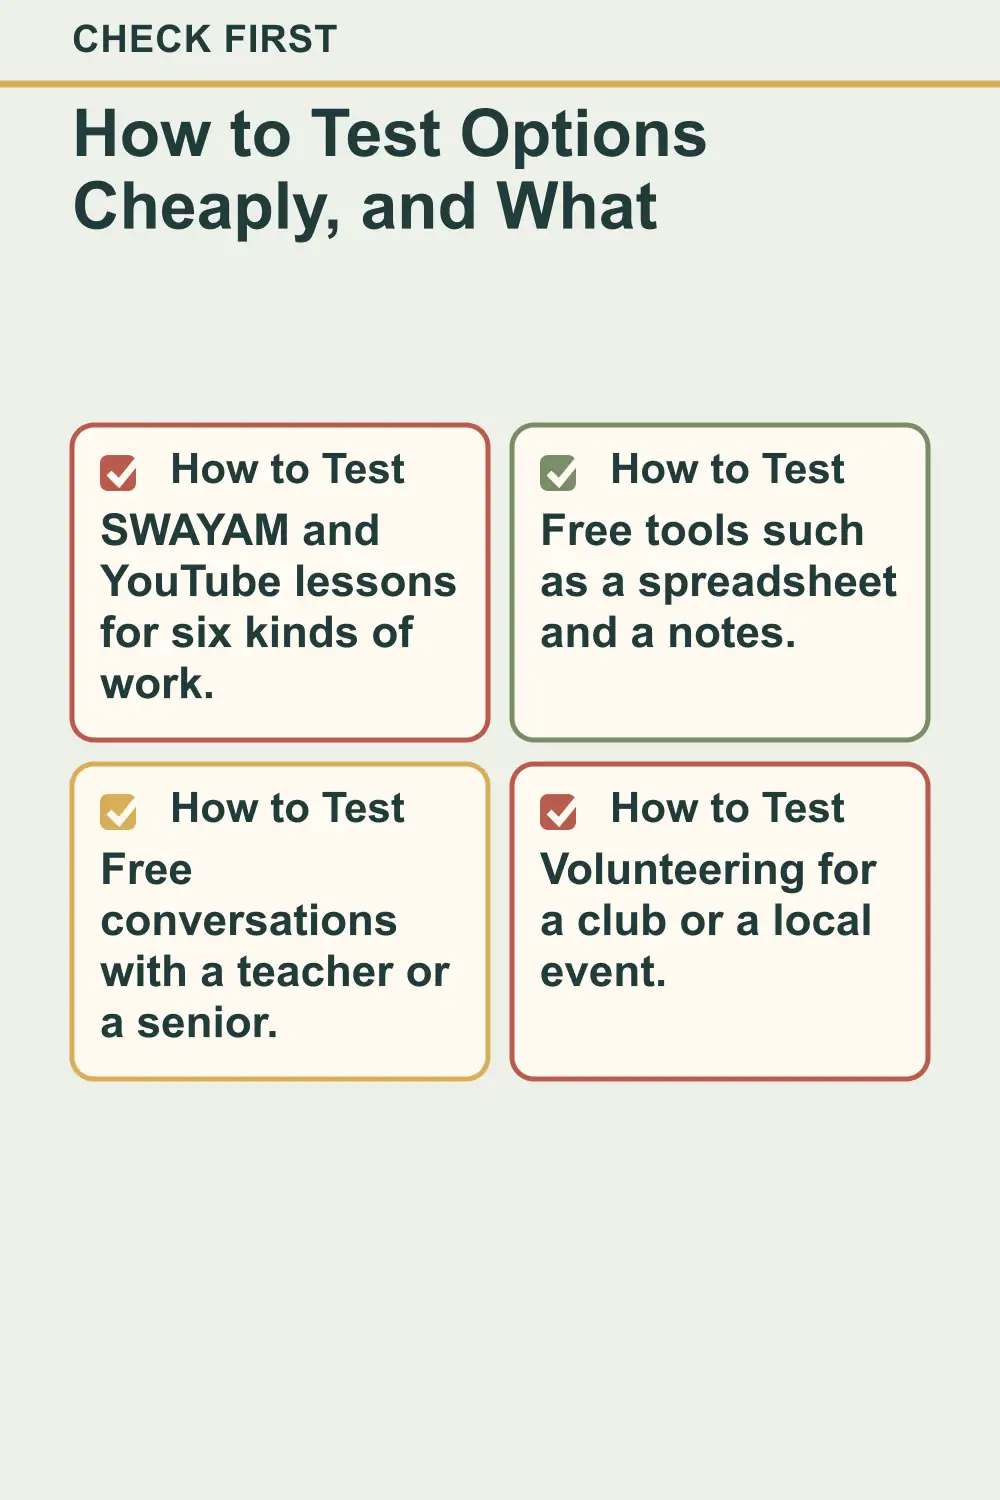 CHECK FIRST
How to Test Options
Cheaply, and What
How to Test
SWAYAM and
YouTube lessons
for six kinds of
work.
How to Test
Free tools such
as a spreadsheet
and a notes.
How to Test
Free
conversations
with a teacher or
a senior.
How to Test
Volunteering for
a club or a local
event.